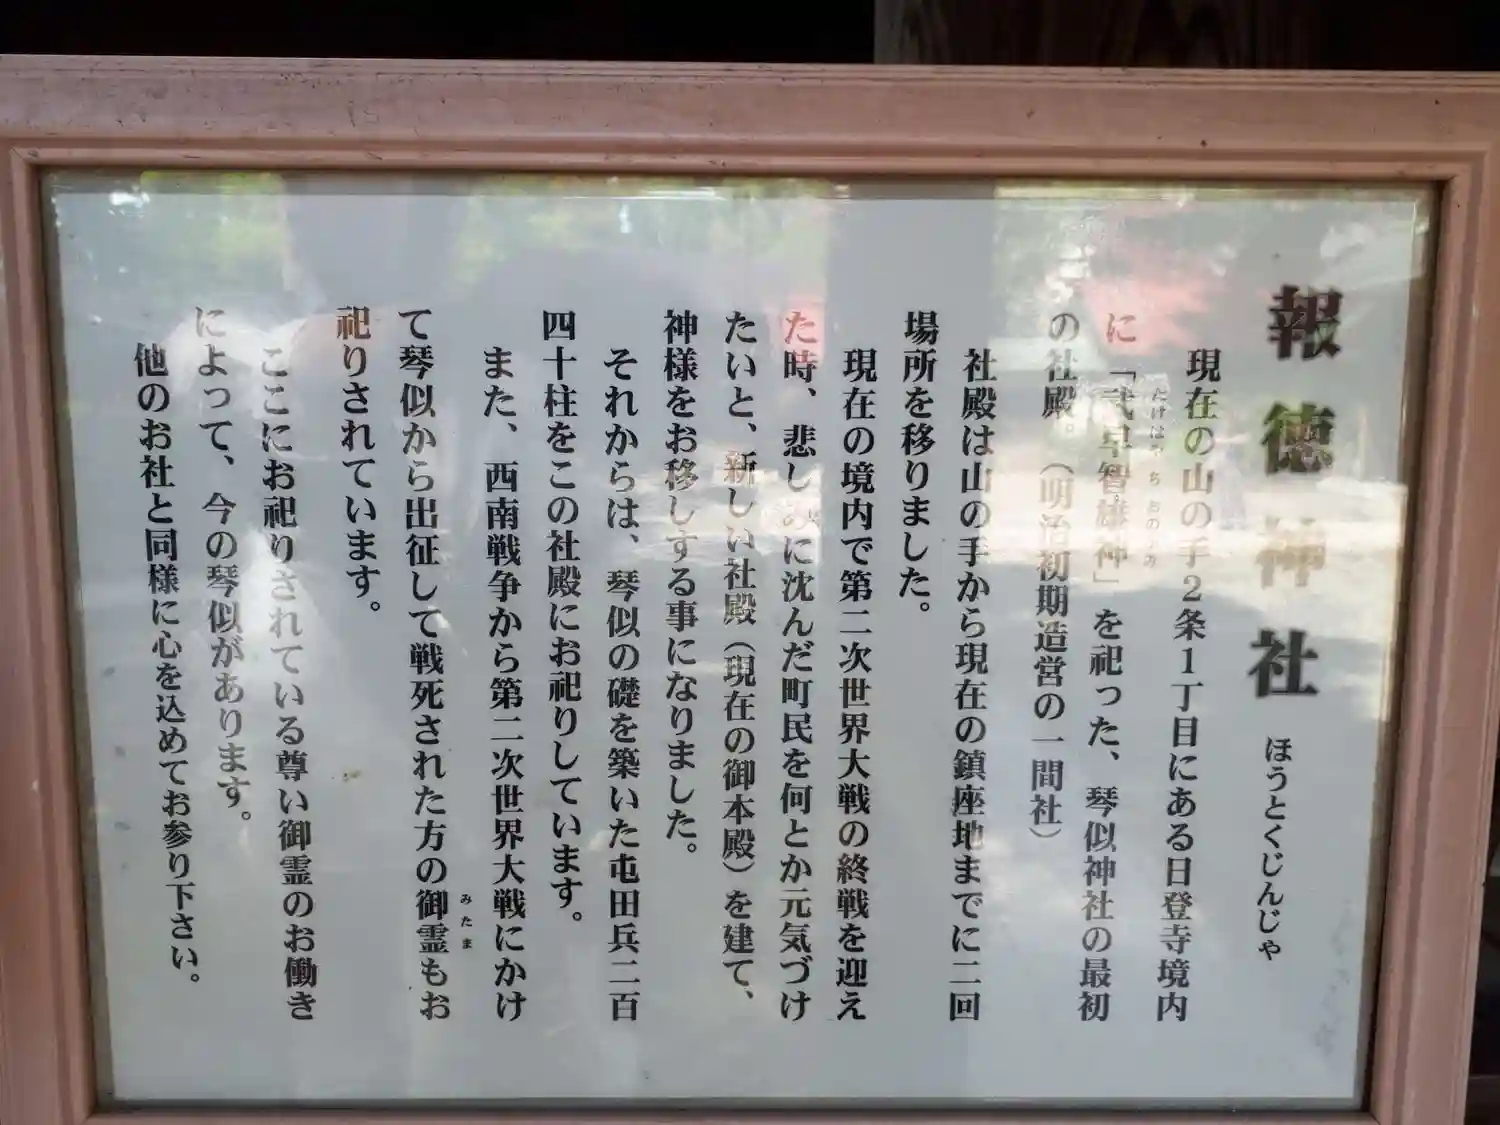 報徳神社 ほうとくじんじゃ
現在の山の手2条1丁目にある日登寺境内
に「武早智雄神」を祀った、琴似神社の最初
たけはやちおのかみ
の社殿。（明治初期造営の一間社）
社殿は山の手から現在の鎮座地までに二回
場所を移りました。
現在の境内で第二次世界大戦の終戦を迎え
た時、悲しみに沈んだ町民を何とか元気づけ
たいと、新しい社殿（現在の御本殿）を建て、
神様をお移しする事になりました。
それからは、琴似の礎を築いた屯田兵二百
四十柱をこの社殿にお祀りしています。
また、西南戦争から第二次世界大戦にかけ
て琴似から出征して戦死された方の御霊もお
みたま
祀りされています。
ここにお祀りされている尊い御霊のお働き
によって、今の琴似があります。
他のお社と同様に心を込めてお参り下さい。